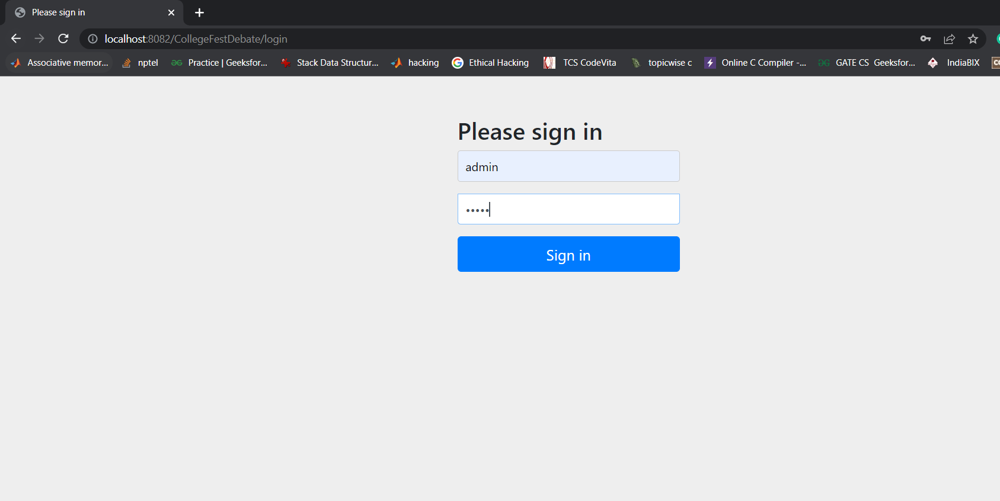 Please sign in
localhost:8082/CollegeFestDebate/login
Associative memor... nptel Practice | Geeksfor... Stack Data Structur... hacking Ethical Hacking TCS CodeVita topicwise c Online C Compiler -... GATE CS Geeksfor... IndiaBIX
Please sign in
admin
•••••
Sign in